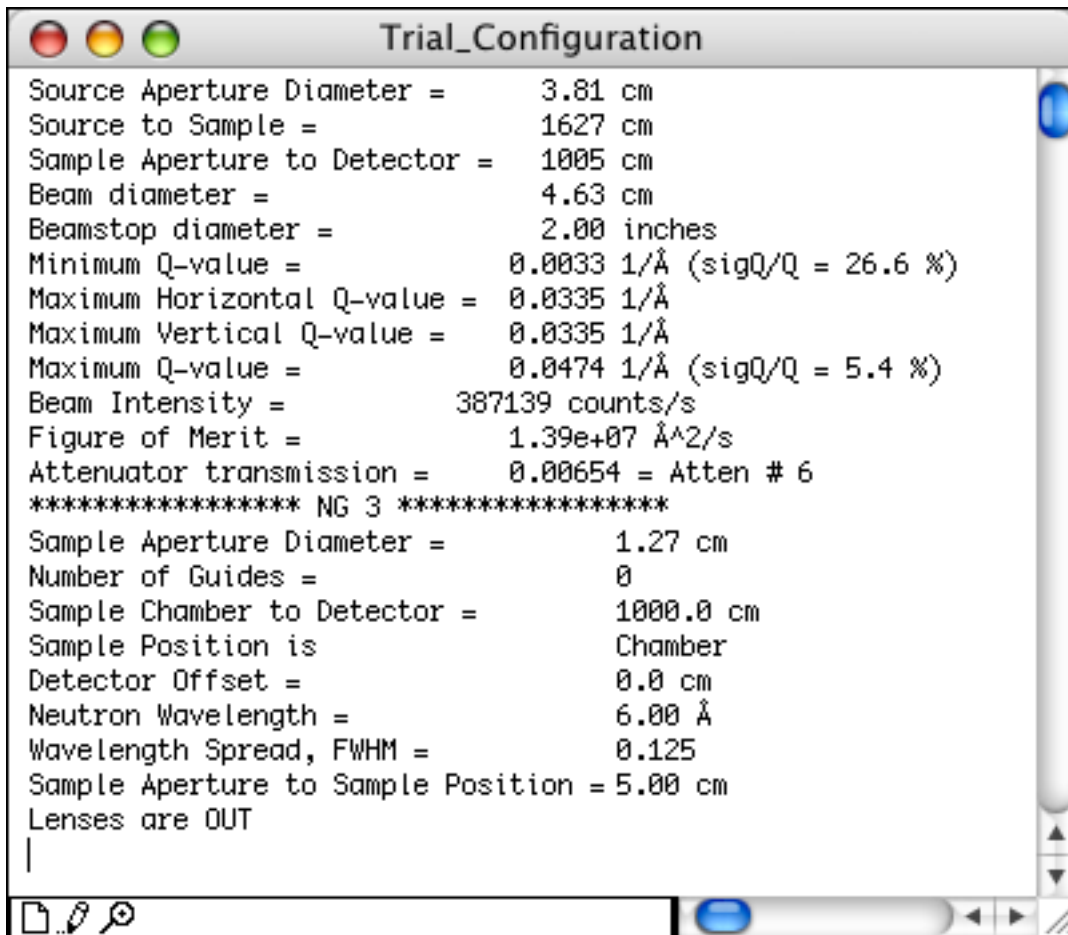 Trial_Configuration
Source Aperture Diameter = 3.81 cm
Source to Sample = 1627 cm
Sample Aperture to Detector = 1005 cm
Beam diameter = 4.63 cm
Beamstop diameter = 2.00 inches
Minimum Q-value = 0.0033 1/Å (sigQ/Q = 26.6 %)
Maximum Horizontal Q-value = 0.0335 1/Å
Maximum Vertical Q-value = 0.0335 1/Å
Maximum Q-value = 0.0474 1/Å (sigQ/Q = 5.4 %)
Beam Intensity = 387139 counts/s
Figure of Merit = 1.39e+07 Å^2/s
Attenuator transmission = 0.00654 = Atten # 6
***************** NG 3 *****************
Sample Aperture Diameter = 1.27 cm
Number of Guides = 0
Sample Chamber to Detector = 1000.0 cm
Sample Position is Chamber
Detector Offset = 0.0 cm
Neutron Wavelength = 6.00 Å
Wavelength Spread, FWHM = 0.125
Sample Aperture to Sample Position = 5.00 cm
Lenses are OUT